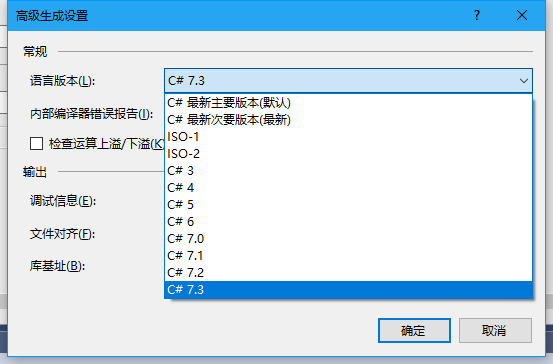 高级生成设置
?
常规
语言版本(L):
C# 7.3
C# 最新主要版本(默认)
内部编译器错误报告(I):
C# 最新次要版本(最新)
ISO-1
检查运算上溢/下溢(K
ISO-2
C# 3
输出
C# 4
调试信息(E):
C# 5
C# 6
文件对齐(F):
C# 7.0
C# 7.1
库基址(B):
C# 7.2
C# 7.3
确定
取消